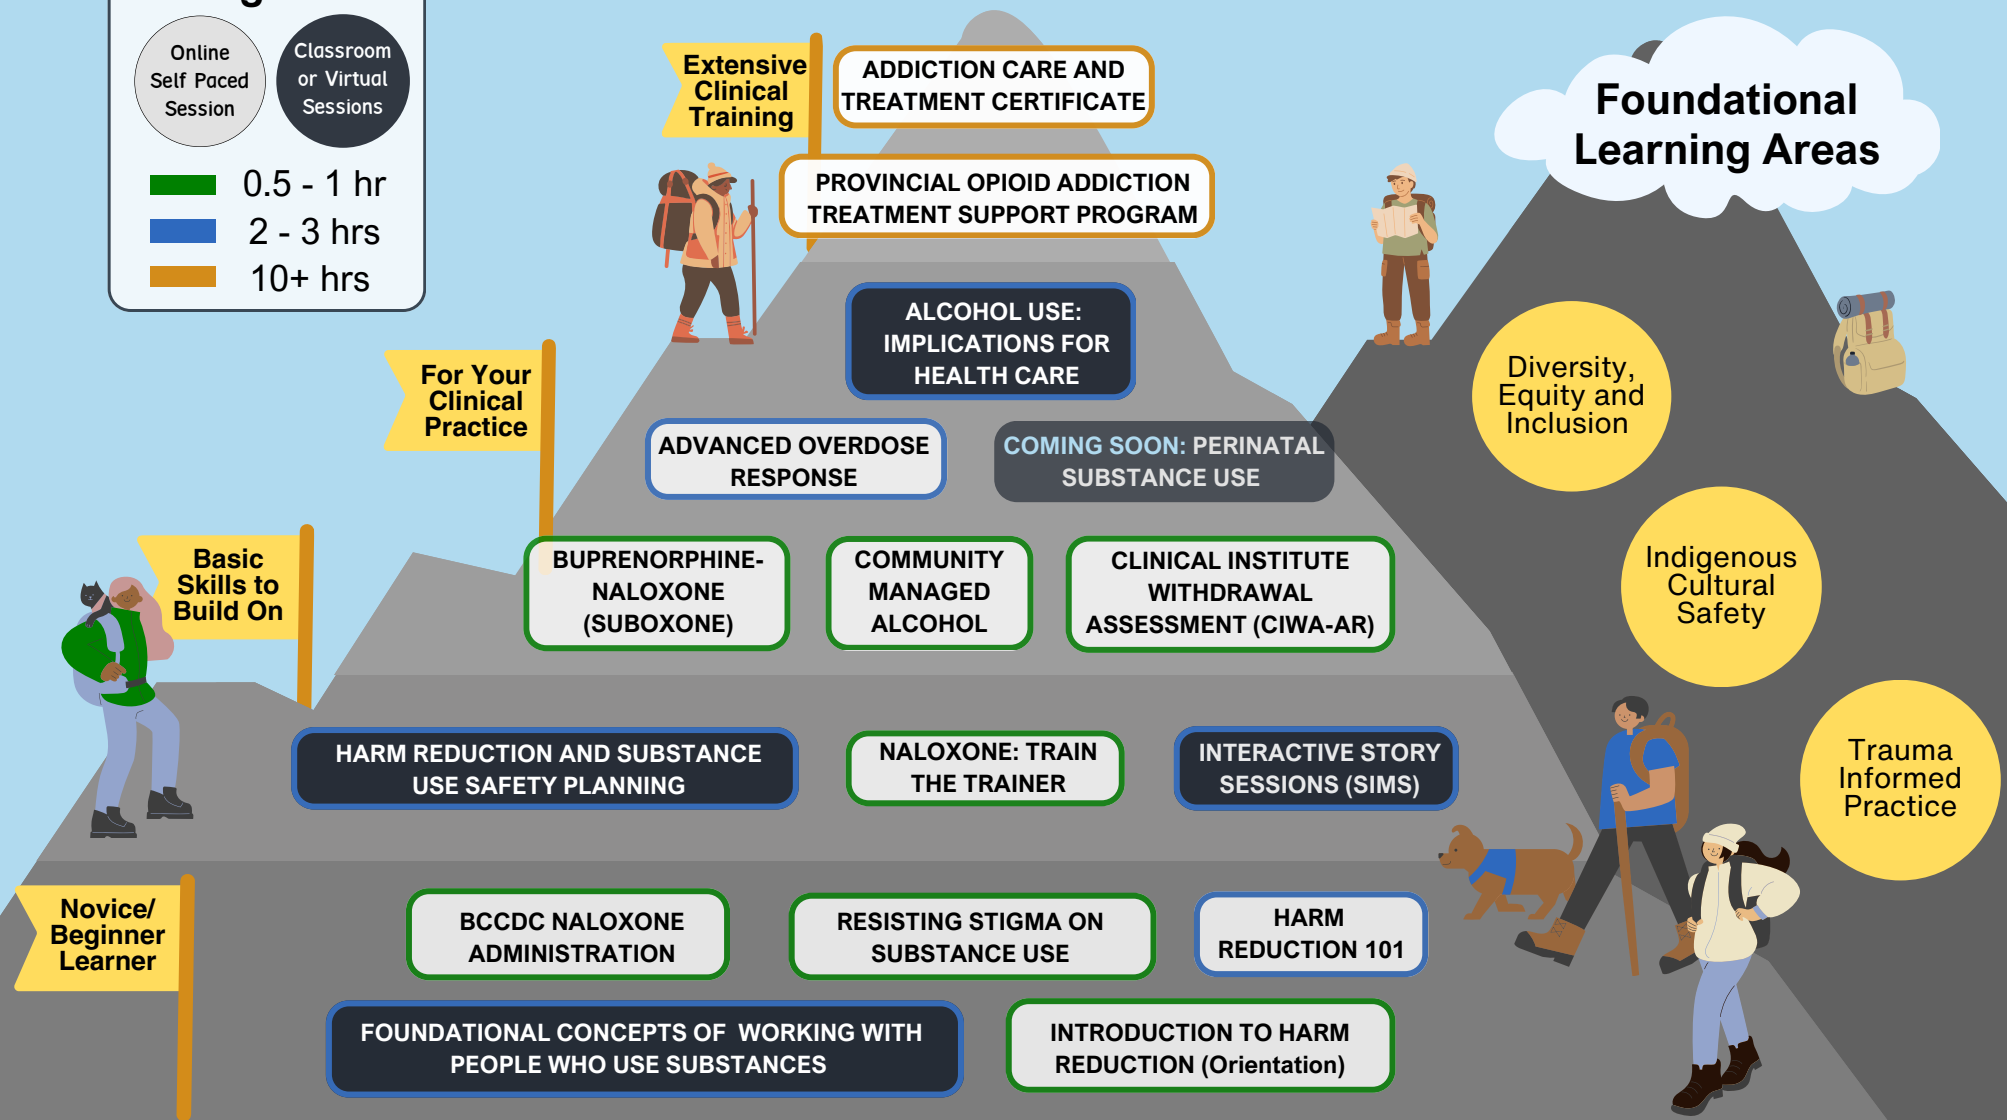 Online
Self Paced
Session
Classroom
or Virtual
Sessions
0.5 - 1 hr
2 - 3 hrs
10+ hrs
Extensive
Clinical
Training
ADDICTION CARE AND
TREATMENT CERTIFICATE
PROVINCIAL OPIOID ADDICTION
TREATMENT SUPPORT PROGRAM
Foundational
Learning Areas
ALCOHOL USE:
IMPLICATIONS FOR
HEALTH CARE
For Your
Clinical
Practice
ADVANCED OVERDOSE
RESPONSE
COMING SOON: PERINATAL
SUBSTANCE USE
Diversity,
Equity and
Inclusion
Basic
Skills to
Build On
BUPRENORPHINE-
NALOXONE
(SUBOXONE)
COMMUNITY
MANAGED
ALCOHOL
CLINICAL INSTITUTE
WITHDRAWAL
ASSESSMENT (CIWA-AR)
Indigenous
Cultural
Safety
HARM REDUCTION AND SUBSTANCE
USE SAFETY PLANNING
NALOXONE: TRAIN
THE TRAINER
INTERACTIVE STORY
SESSIONS (SIMS)
Trauma
Informed
Practice
Novice/
Beginner
Learner
BCCDC NALOXONE
ADMINISTRATION
RESISTING STIGMA ON
SUBSTANCE USE
HARM
REDUCTION 101
FOUNDATIONAL CONCEPTS OF WORKING WITH
PEOPLE WHO USE SUBSTANCES
INTRODUCTION TO HARM
REDUCTION (Orientation)